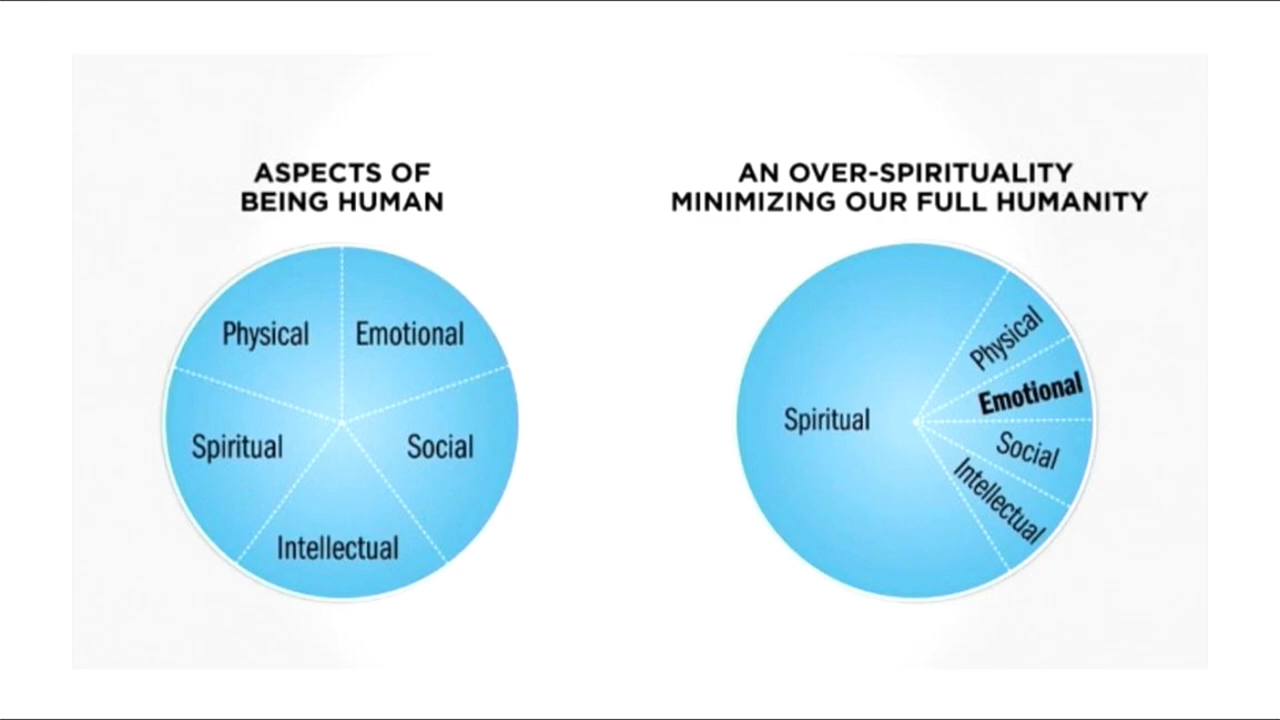 ASPECTS OF
BEING HUMAN
Physical
Emotional
Spiritual
Social
Intellectual
AN OVER-SPIRITUALITY
MINIMIZING OUR FULL HUMANITY
Spiritual
Physical
Emotional
Social
Intellectual